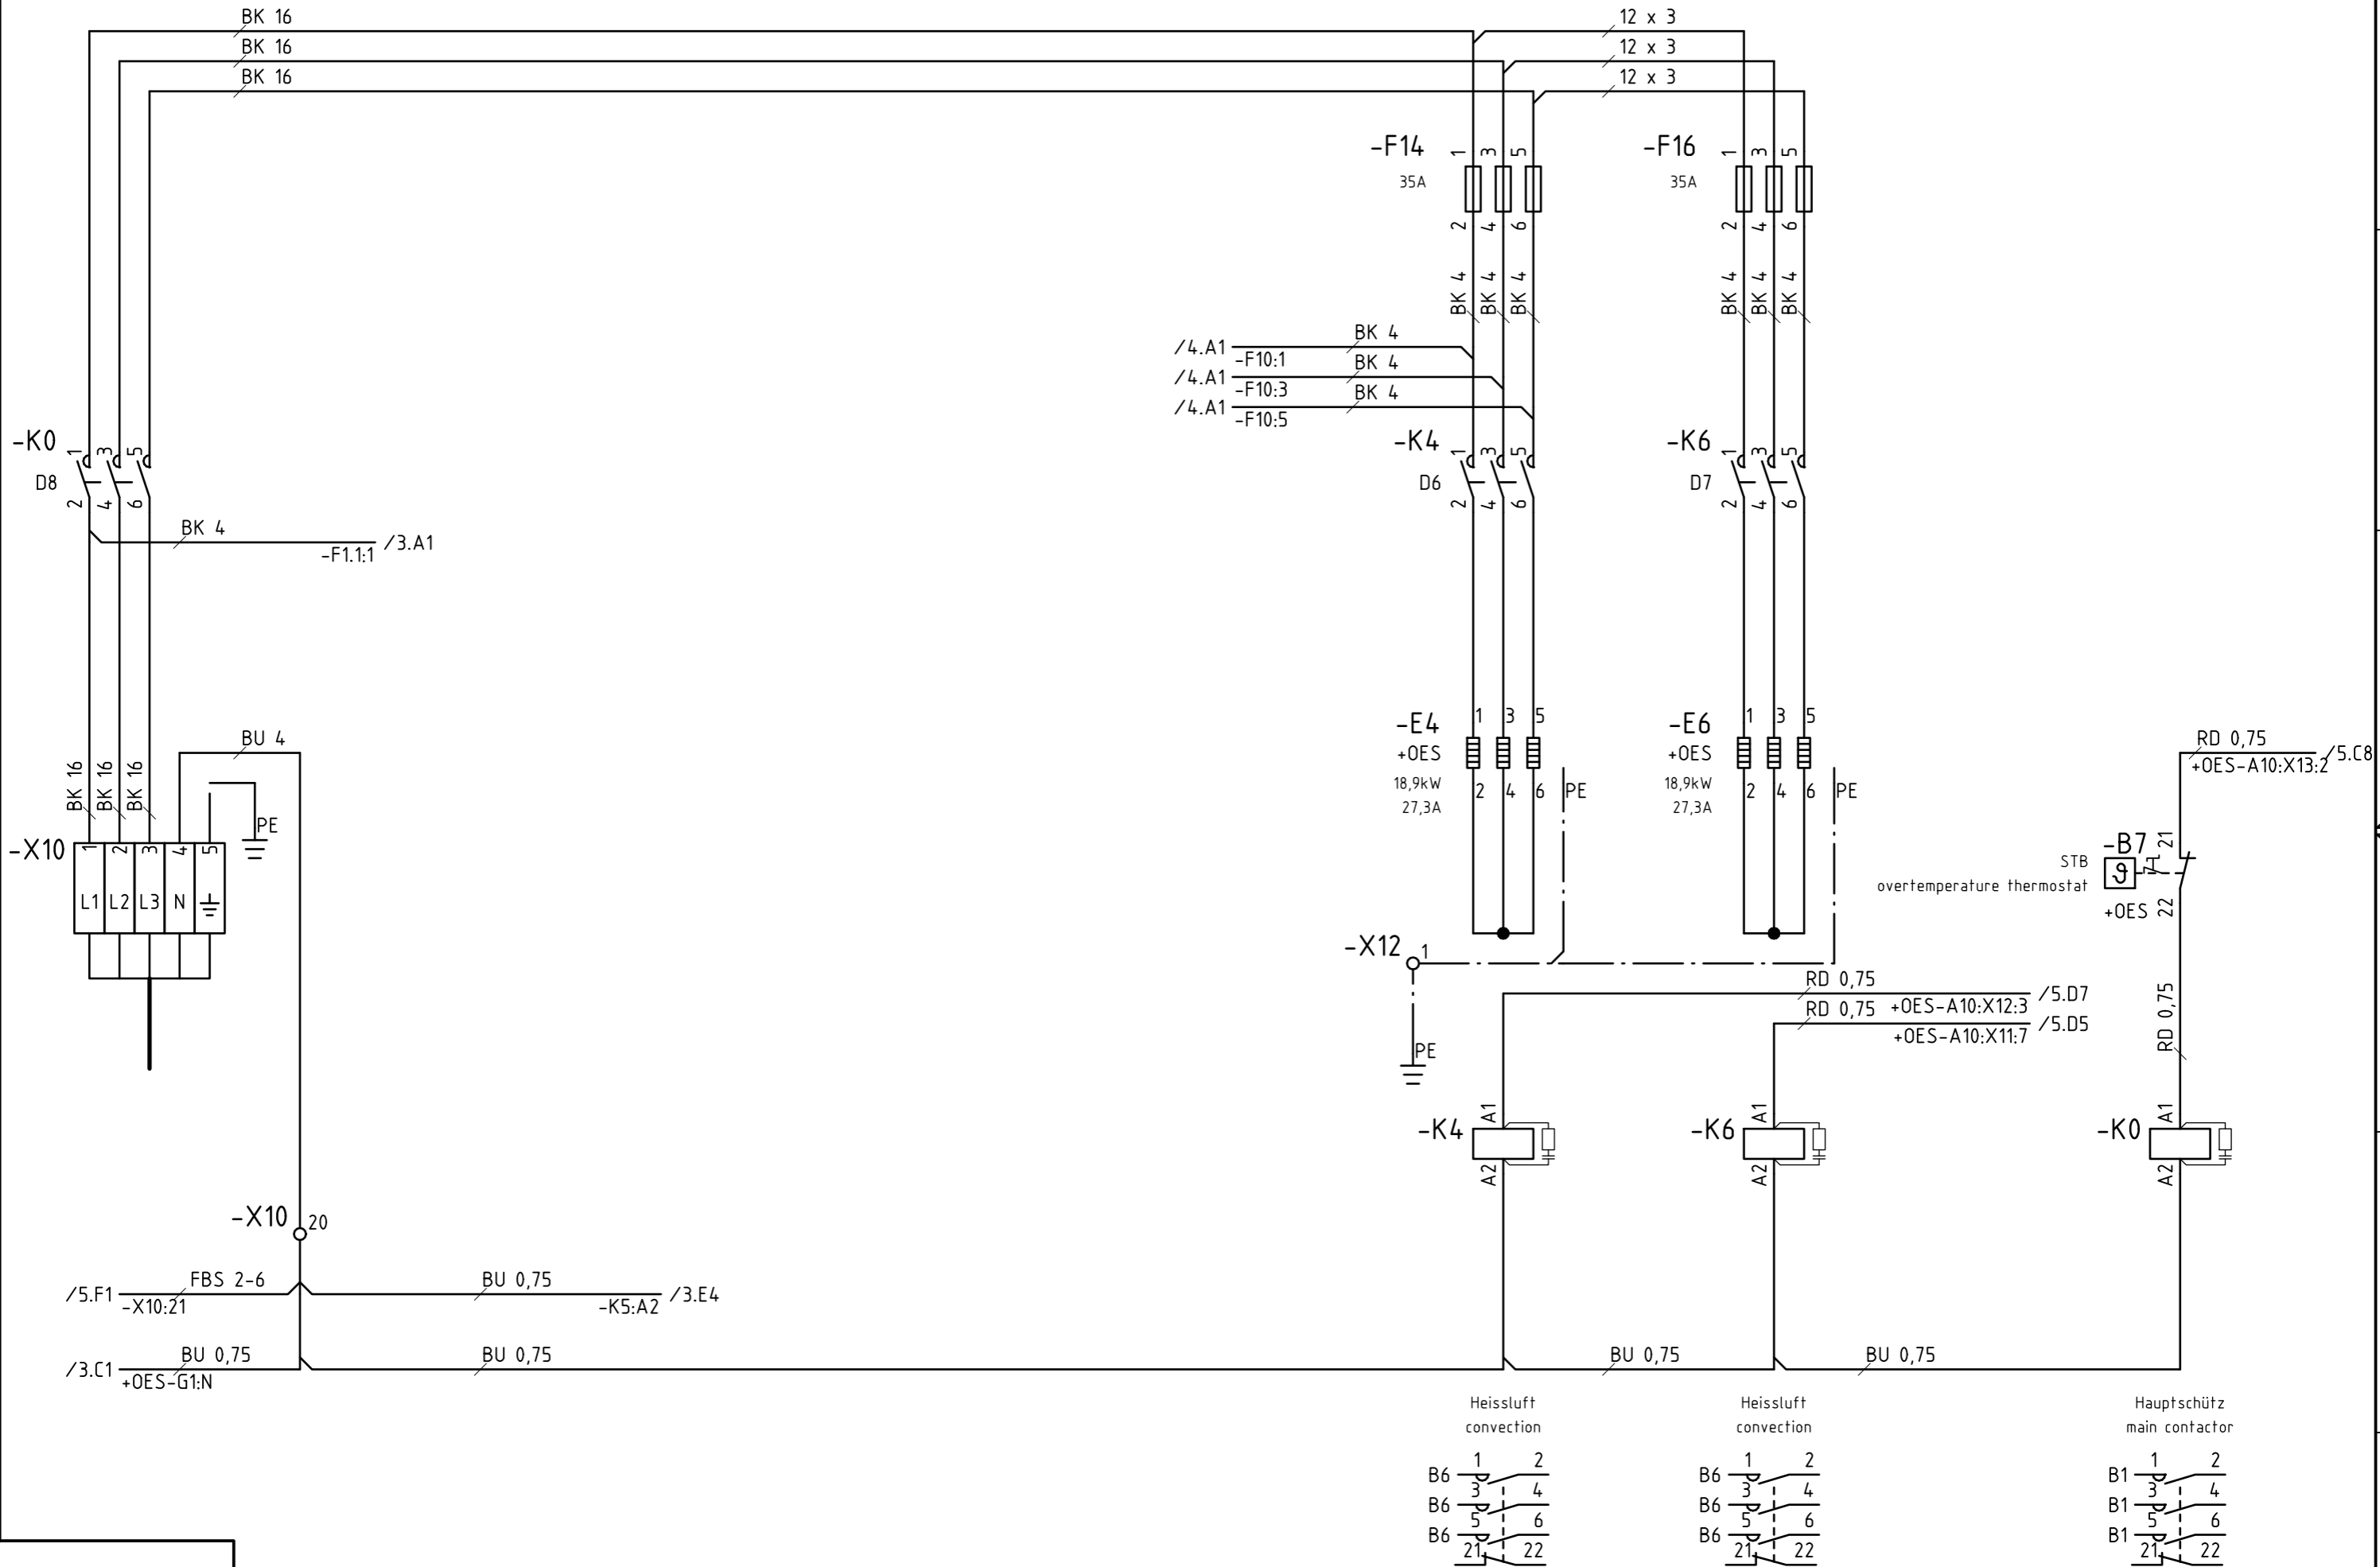 BK 16
12 x 3
BK 16
12 x 3
BK 16
12 x 3
-F14
1
3
5
35A
2
4
6
-F16
1
3
5
35A
2
4
6
BK 4
BK 4
BK 4
BK 4
BK 4
BK 4
/4.A1
-F10:1
BK 4
/4.A1
-F10:3
BK 4
/4.A1
-F10:5
BK 4
-K0
1
3
5
D8
2
4
6
-K4
1
3
5
D6
2
4
6
-K6
1
3
5
D7
2
4
6
BK 4
-F1.1:1
/3.A1
-E4
1
3
5
+OES
18,9kW
27,3A
2
4
6
PE
-E6
1
3
5
+OES
18,9kW
27,3A
2
4
6
PE
RD 0,75
/5.C8
+OES-A10:X13:2
BU 4
BK 16
BK 16
BK 16
PE
-X10
1
2
3
4
5
L1
L2
L3
N
-B7
21
STB
ϑ
overtemperature thermostat
+OES
22
-X12
1
PE
RD 0,75
/5.D7
+OES-A10:X12:3
RD 0,75
/5.D5
+OES-A10:X11:7
RD 0,75
-K4
A1
A2
-K6
A1
A2
-K0
A1
A2
-X10
20
/5.F1
FBS 2-6
-X10:21
BU 0,75
-K5:A2
/3.E4
/3.C1
BU 0,75
+OES-G1:N
BU 0,75
BU 0,75
BU 0,75
Heissluft
convection
Heissluft
convection
Hauptschütz
main contactor
B6
1
2
B6
3
4
B6
5
6
21
22
B6
1
2
B6
3
4
B6
5
6
21
22
B1
1
2
B1
3
4
B1
5
6
21
22